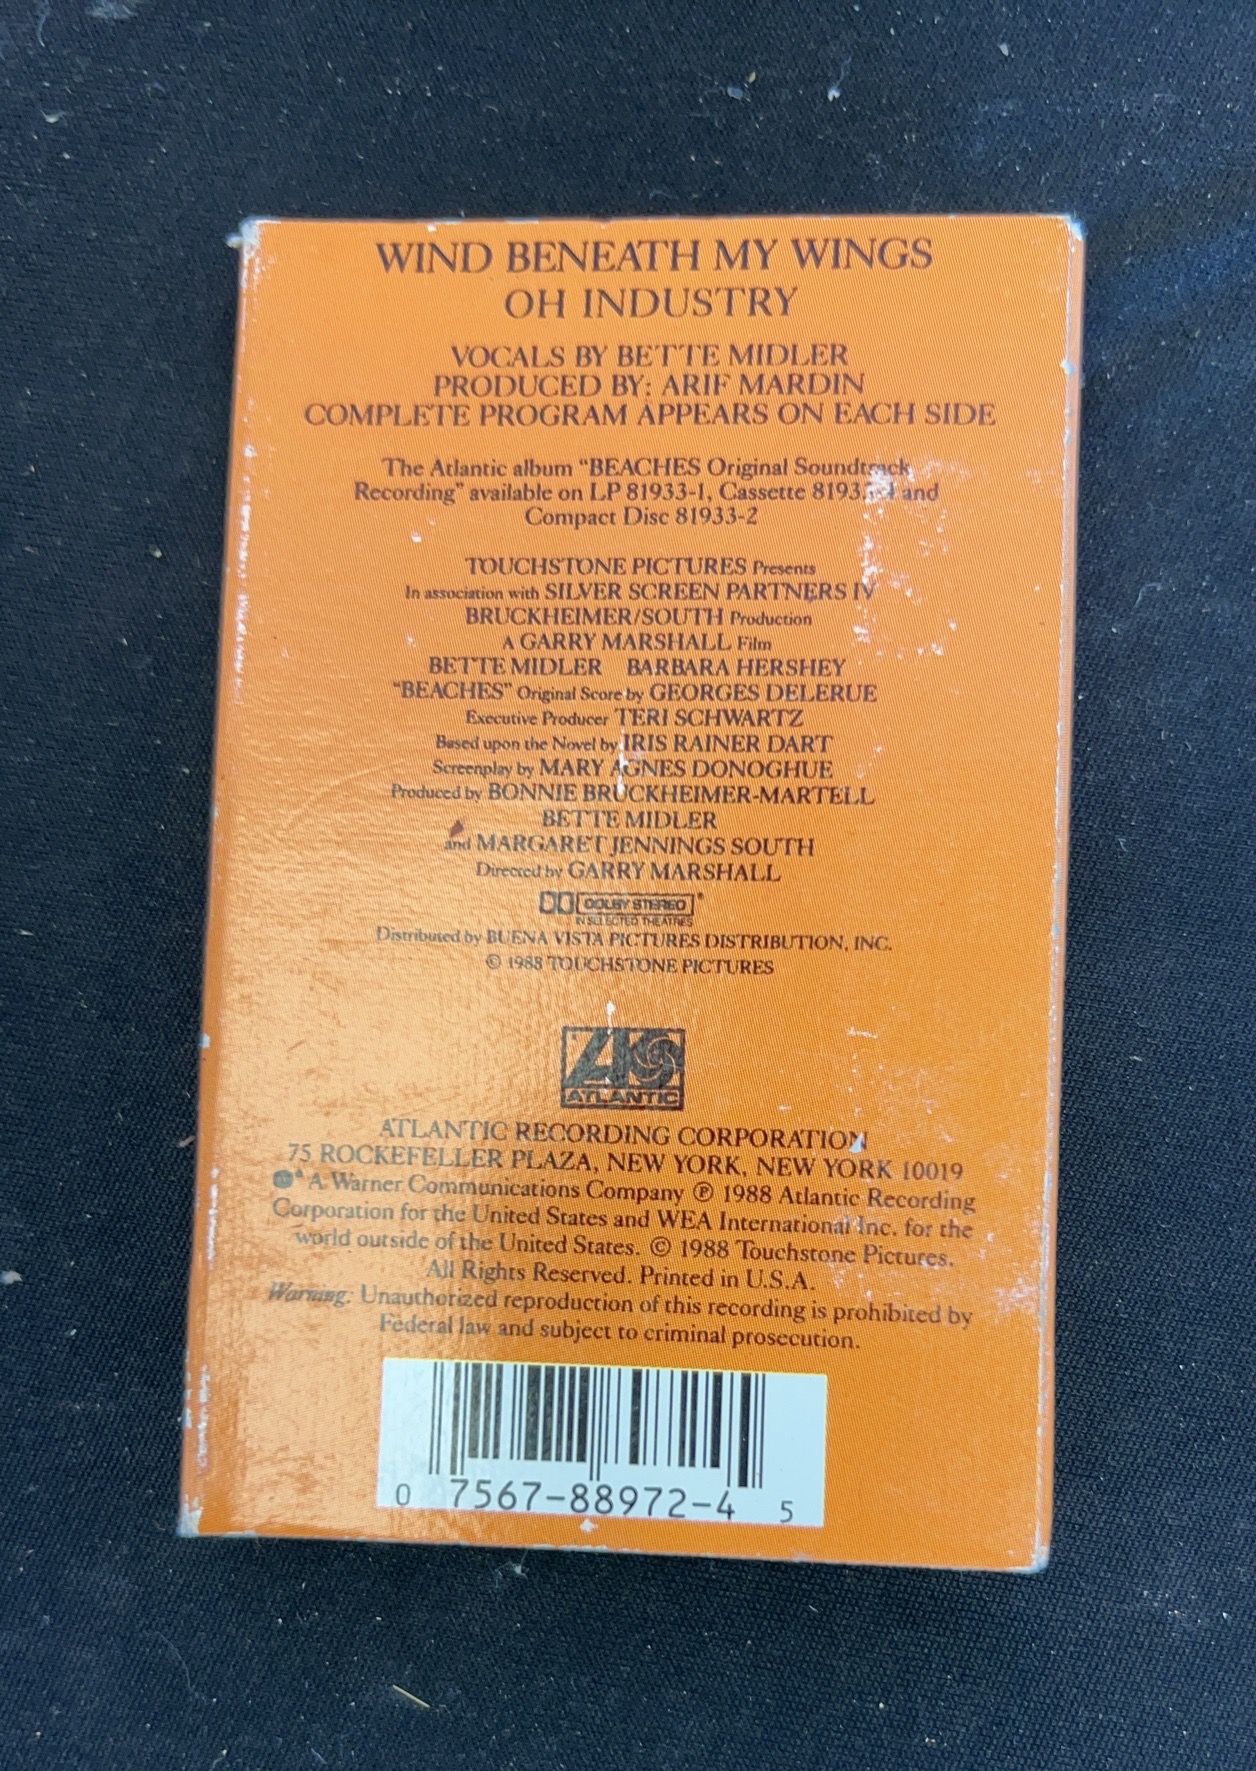 WIND BENEATH MY WINGS
OH INDUSTRY
VOCALS BY BETTE MIDLER
PRODUCED BY: ARIF MARDIN
COMPLETE PROGRAM APPEARS ON EACH SIDE
The Atlantic album “BEACHES Original Soundtrack
Recording” available on LP 81933-1, Cassette 81933-4 and
Compact Disc 81933-2
TOUCHSTONE PICTURES Presents
In association with SILVER SCREEN PARTNERS IV
BRUCKHEIMER/SOUTH Production
A GARRY MARSHALL Film
BETTE MIDLER BARBARA HERSHEY
“BEACHES” Original Score by GEORGES DELERUE
Executive Producer TERI SCHWARTZ
Based upon the Novel by IRIS RAINER DART
Screenplay by MARY AGNES DONOGHUE
Produced by BONNIE BRUCKHEIMER-MARTELL
BETTE MIDLER
and MARGARET JENNINGS SOUTH
Directed by GARRY MARSHALL
DOLBY STEREO ®
IN SELECTED THEATRES
Distributed by BUENA VISTA PICTURES DISTRIBUTION, INC.
© 1988 TOUCHSTONE PICTURES
ATLANTIC
ATLANTIC RECORDING CORPORATION
75 ROCKEFELLER PLAZA, NEW YORK, NEW YORK 10019
A Warner Communications Company ℗ 1988 Atlantic Recording
Corporation for the United States and WEA International Inc. for the
world outside of the United States. © 1988 Touchstone Pictures.
All Rights Reserved. Printed in U.S.A.
Warning: Unauthorized reproduction of this recording is prohibited by
Federal law and subject to criminal prosecution.
0 7567-88972-4 5